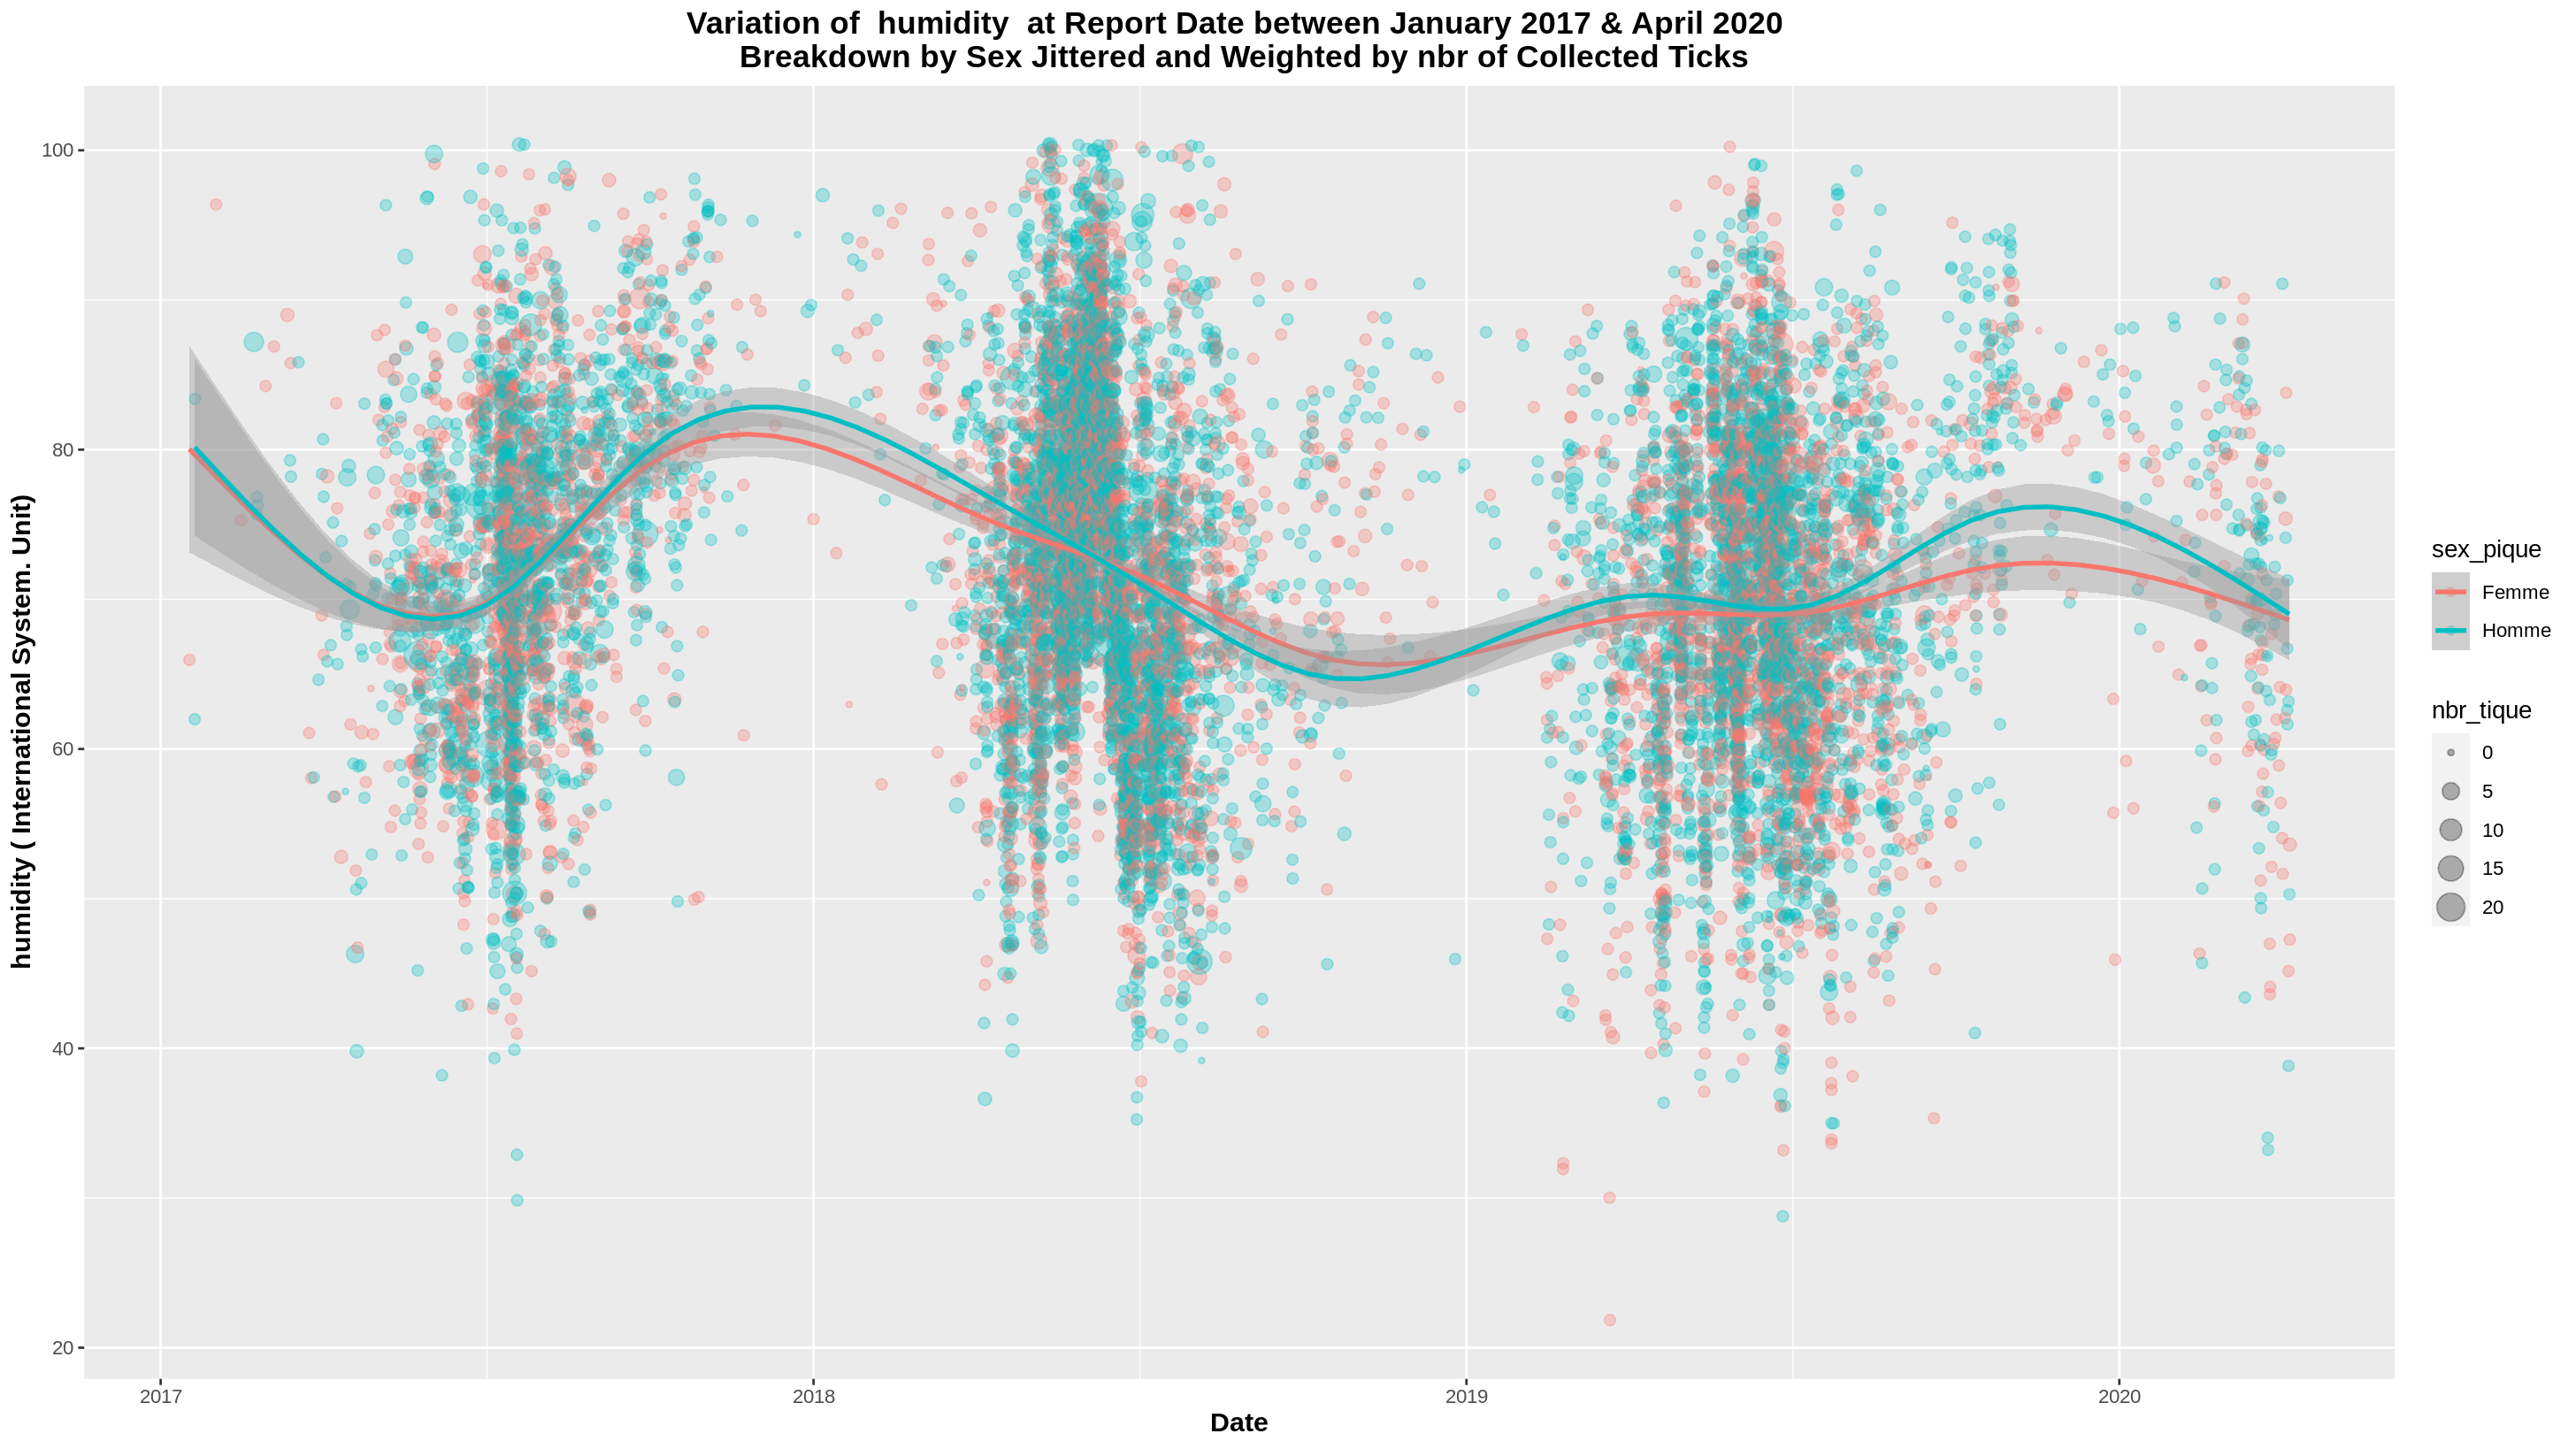 Variation of  humidity  at Report Date between January 2017 & April 2020
Breakdown by Sex Jittered and Weighted by nbr of Collected Ticks
humidity ( International System. Unit)
100
80
60
40
20
2017
2018
2019
2020
Date
sex_pique
Femme
Homme
nbr_tique
0
5
10
15
20